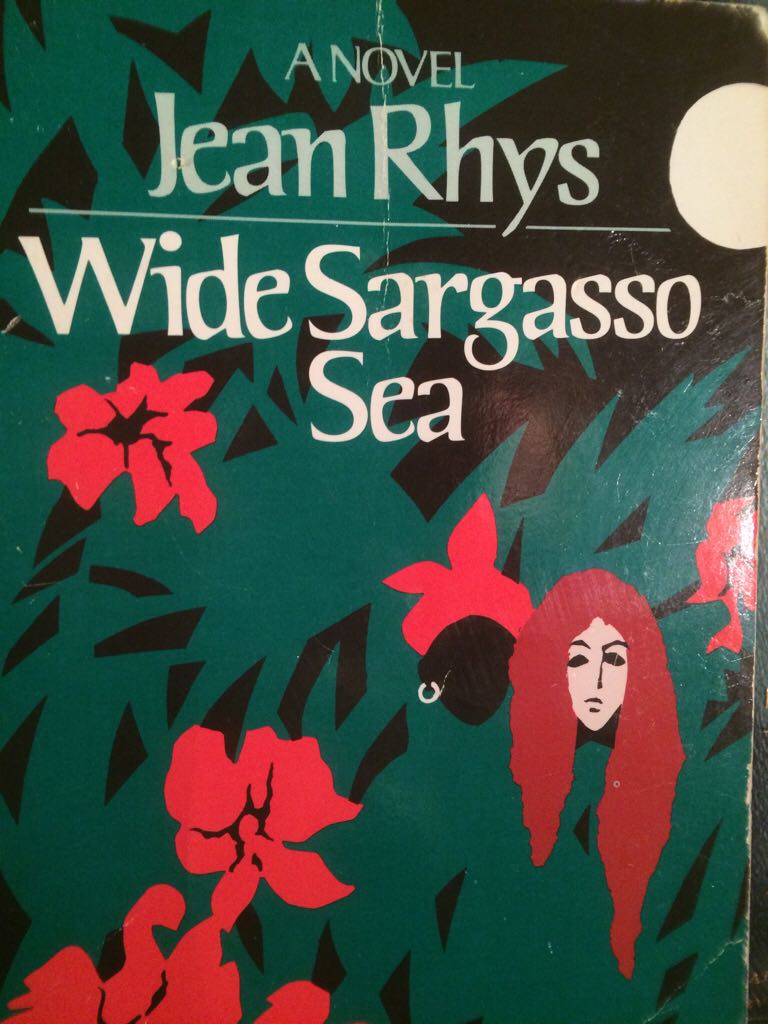 A NOVEL
Jean Rhys
Wide Sargasso
Sea